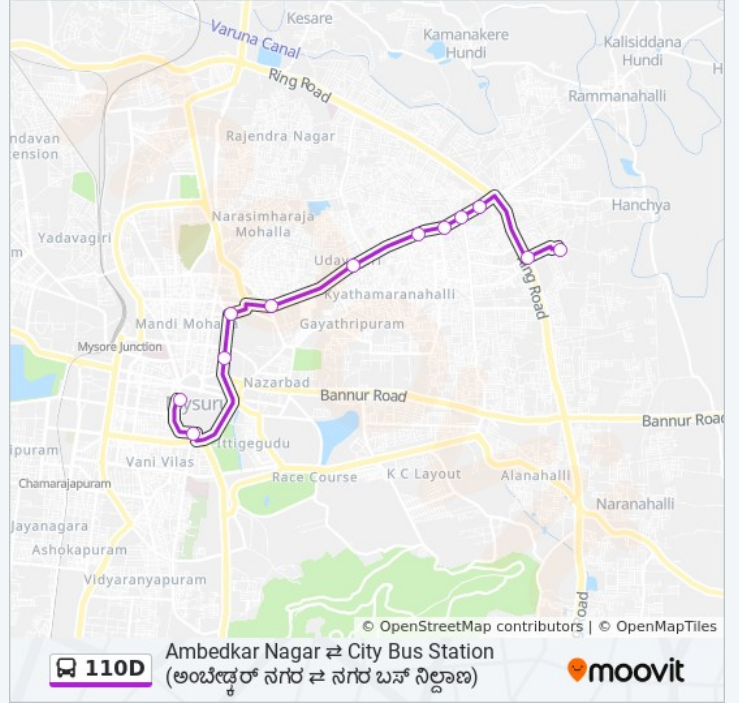 Kesare
Varuna Canal
Kamanakere
Hundi
Kalisiddana
Hundi
Ring Road
Rammanahalli
ndavan
ension
Rajendra Nagar
Hanchya
Narasimharaja
Mohalla
Yadavagiri
m
H
Uday
Ring Road
Kyathamaranahalli
Mandi Moha
Gayathripuram
Mysore Junction
Nazarbad
Bannur Road
Mysuru
Bannur Road
ipuram
Ittigegudu
Vani Vilas
Race Course
K C Layout
Alanahalli
Chamarajapuram
Naranahalli
Jayanagara
Ashokapuram
Vidyaranyapuram
oad
© OpenStreetMap contributors | © OpenMapTiles
110D
Ambedkar Nagar ⇄ City Bus Station
(ಅಂಬೇಡ್ಕರ್ ನಗರ ⇄ ನಗರ ಬಸ್ ನಿಲ್ದಾಣ)
moovit